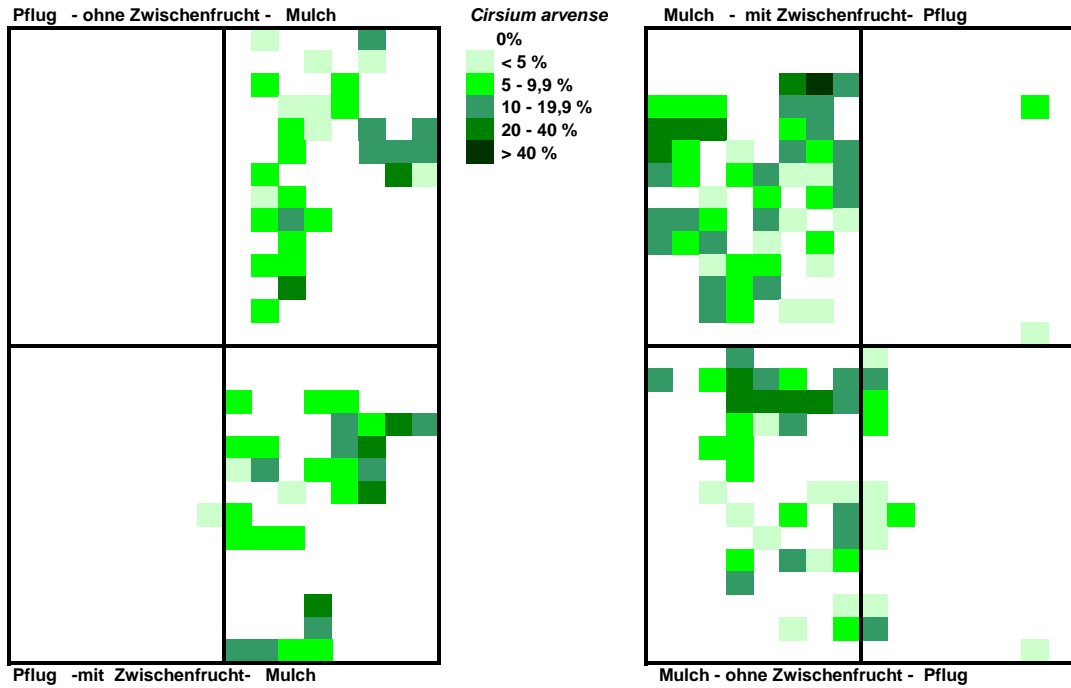 Pflug - ohne Zwischenfrucht - Mulch
Cirsium arvense
0%
< 5 %
5 - 9,9 %
10 - 19,9 %
20 - 40 %
> 40 %
Mulch - mit Zwischenfrucht- Pflug
Pflug -mit Zwischenfrucht- Mulch
Mulch - ohne Zwischenfrucht - Pflug